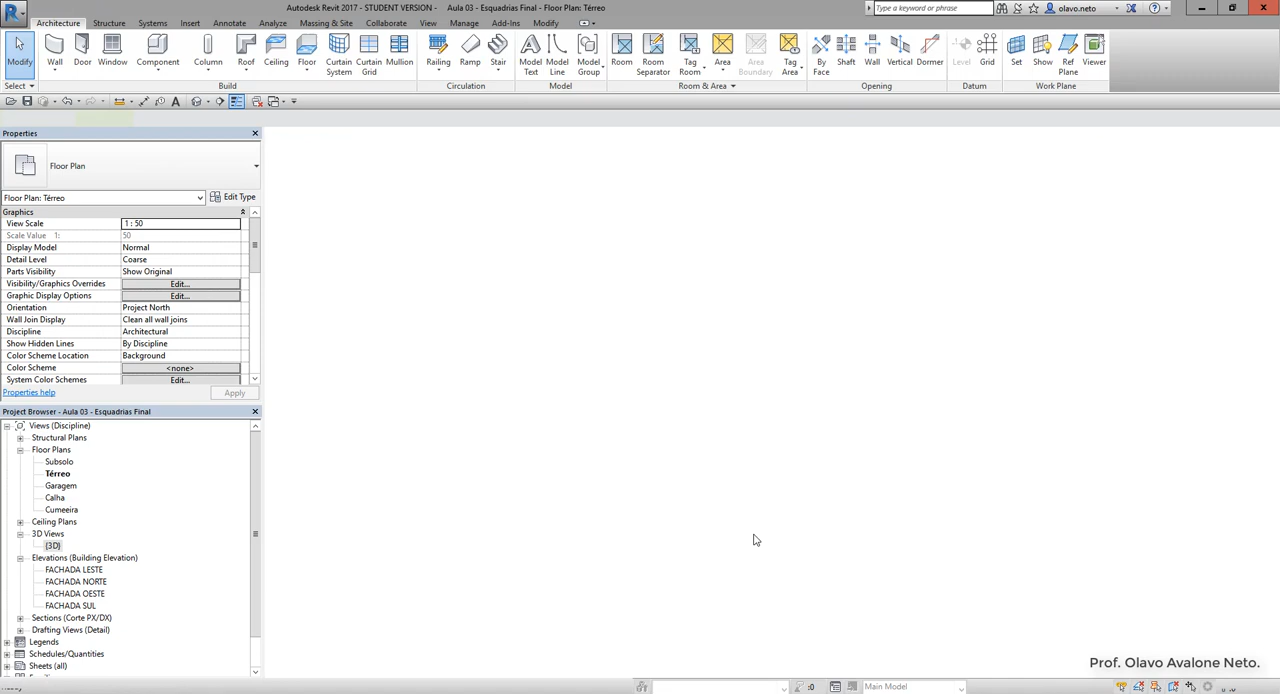 Autodesk Revit 2017 - STUDENT VERSION - Aula 03 - Esquadrias Final - Floor Plan: Térreo
Type a keyword or phrase
olavo.neto
Architecture Structure Systems Insert Annotate Analyze Massing & Site Collaborate View Manage Add-Ins Modify
Modify Wall Door Window Component Column Roof Ceiling Floor Curtain System Curtain Grid Mullion Railing Ramp Stair Model Text Model Line Model Group Room Room Separator Tag Room Area Area Boundary Tag Area By Face Shaft Wall Vertical Dormer Level Grid Set Show Ref Plane Viewer
Select Build Circulation Model Room & Area Opening Datum Work Plane
Properties
Floor Plan
Floor Plan: Térreo
Edit Type
Graphics
View Scale 1 : 50
Scale Value 1: 50
Display Model Normal
Detail Level Coarse
Parts Visibility Show Original
Visibility/Graphics Overrides Edit...
Graphic Display Options Edit...
Orientation Project North
Wall Join Display Clean all wall joins
Discipline Architectural
Show Hidden Lines By Discipline
Color Scheme Location Background
Color Scheme <none>
System Color Schemes Edit...
Properties help
Apply
Project Browser - Aula 03 - Esquadrias Final
Views (Discipline)
Structural Plans
Floor Plans
Subsolo
Térreo
Garagem
Calha
Cumeeira
Ceiling Plans
3D Views
{3D}
Elevations (Building Elevation)
FACHADA LESTE
FACHADA NORTE
FACHADA OESTE
FACHADA SUL
Sections (Corte PX/DX)
Drafting Views (Detail)
Legends
Schedules/Quantities
Sheets (all)
Prof. Olavo Avalone Neto.
:0
Main Model